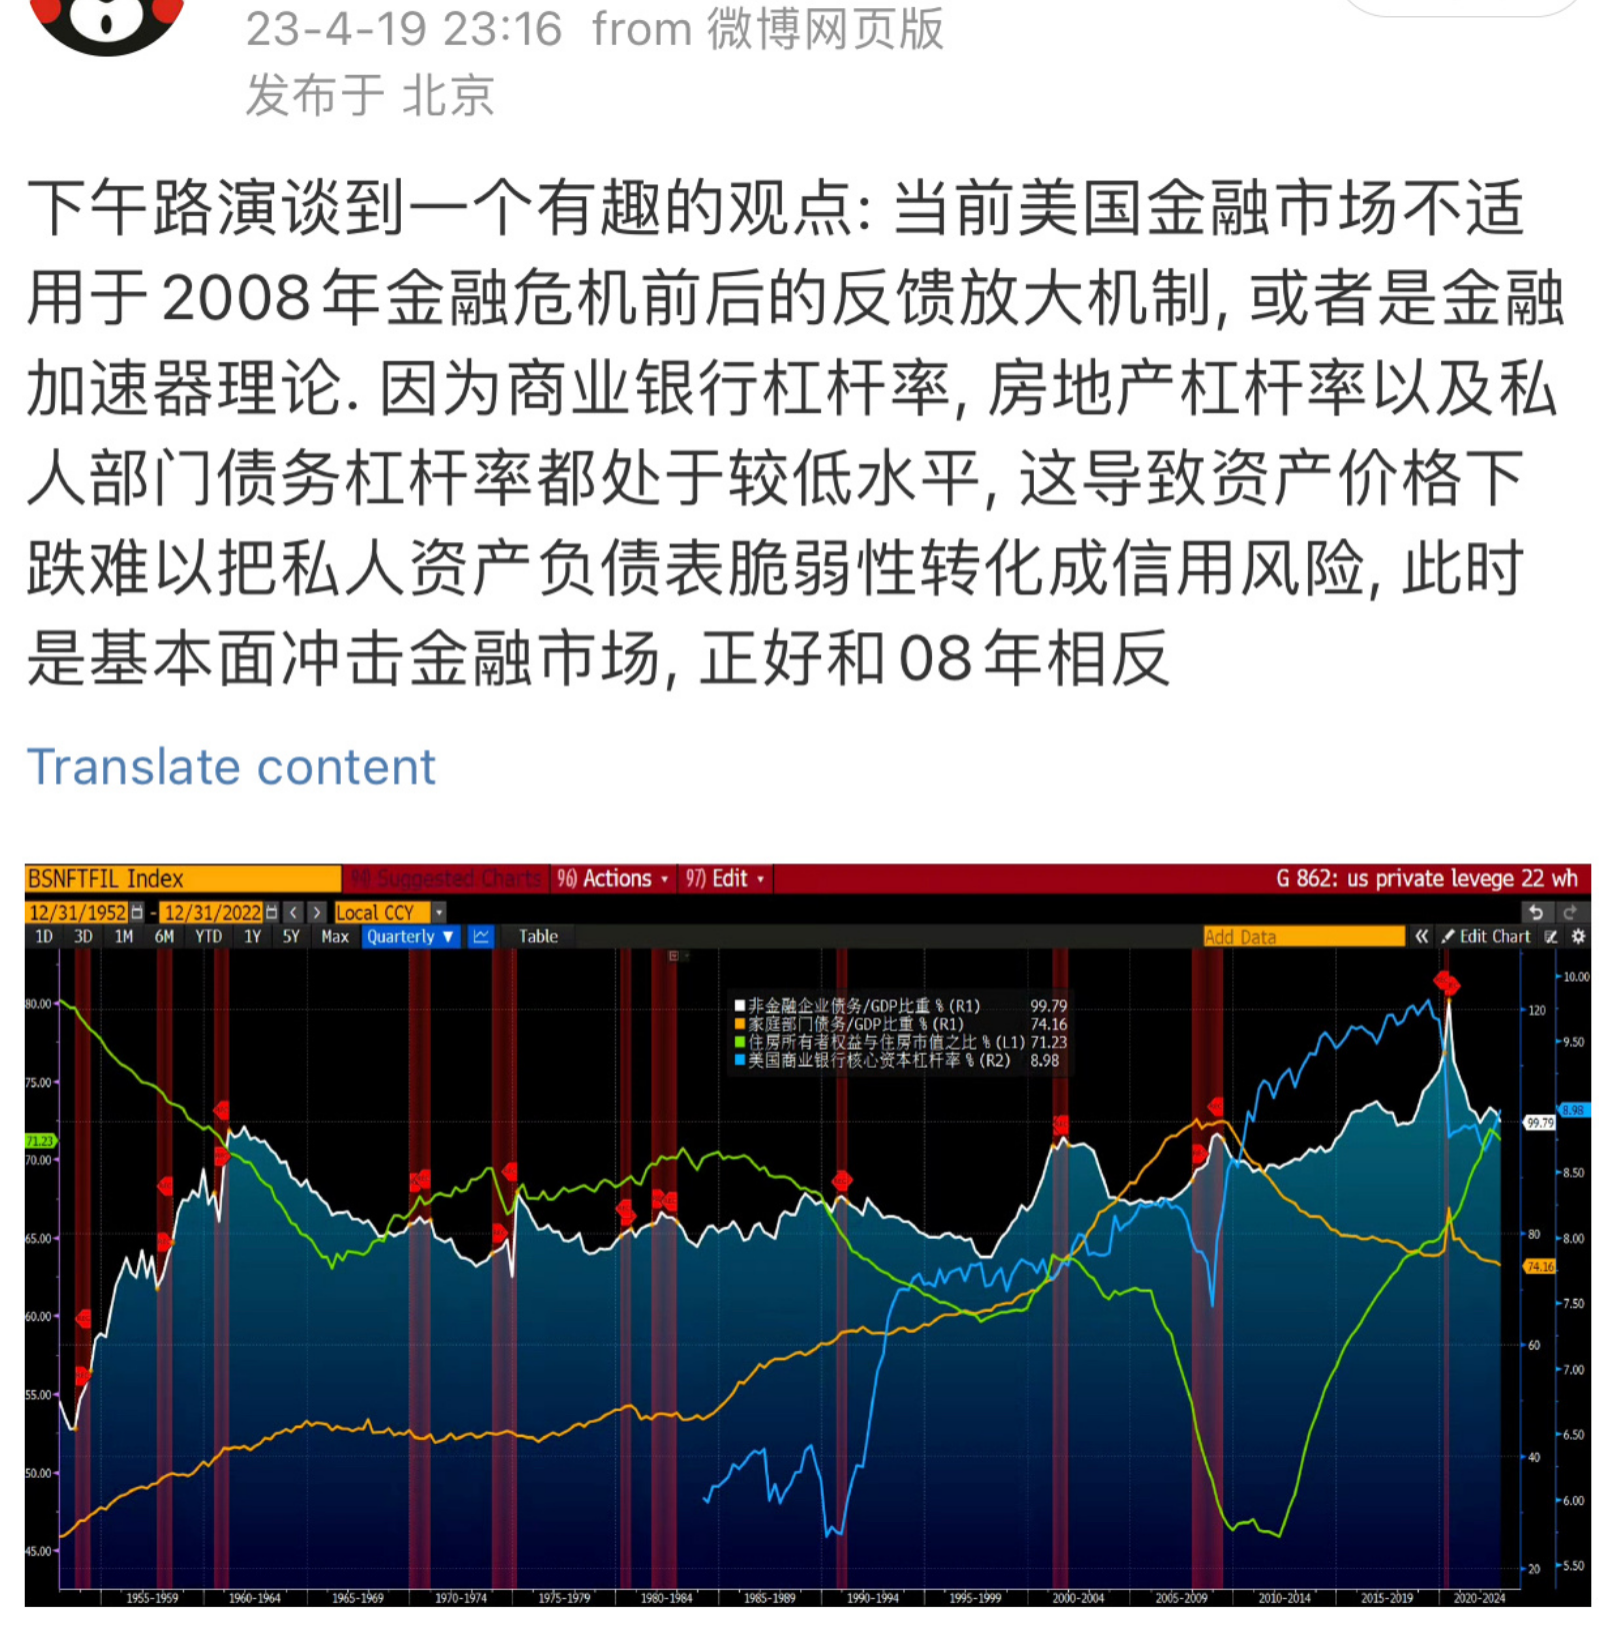 23-4-19 23:16 from 微博网页版
发布于 北京
下午路演谈到一个有趣的观点: 当前美国金融市场不适
用于2008年金融危机前后的反馈放大机制, 或者是金融
加速器理论. 因为商业银行杠杆率, 房地产杠杆率以及私
人部门债务杠杆率都处于较低水平, 这导致资产价格下
跌难以把私人资产负债表脆弱性转化成信用风险, 此时
是基本面冲击金融市场, 正好和08年相反
Translate content
BSNFTFIL Index 94) Suggested Charts 96) Actions 97) Edit G 862: us private levege 22 wh
12/31/1952 - 12/31/2022 Local CCY
1D 3D 1M 6M YTD 1Y 5Y Max Quarterly ▼ Table Add Data « Edit Chart
非金融企业债务/GDP比重 % (R1) 99.79
家庭部门债务/GDP比重 % (R1) 74.16
住房所有者权益与住房市值之比 % (L1) 71.23
美国商业银行核心资本杠杆率 % (R2) 8.98
80.00
75.00
71.23
70.00
65.00
60.00
55.00
50.00
45.00
120
99.79
80
74.16
60
40
20
10.00
9.50
8.98
8.50
8.00
7.50
7.00
6.50
6.00
5.50
1955-1959 1960-1964 1965-1969 1970-1974 1975-1979 1980-1984 1985-1989 1990-1994 1995-1999 2000-2004 2005-2009 2010-2014 2015-2019 2020-2024